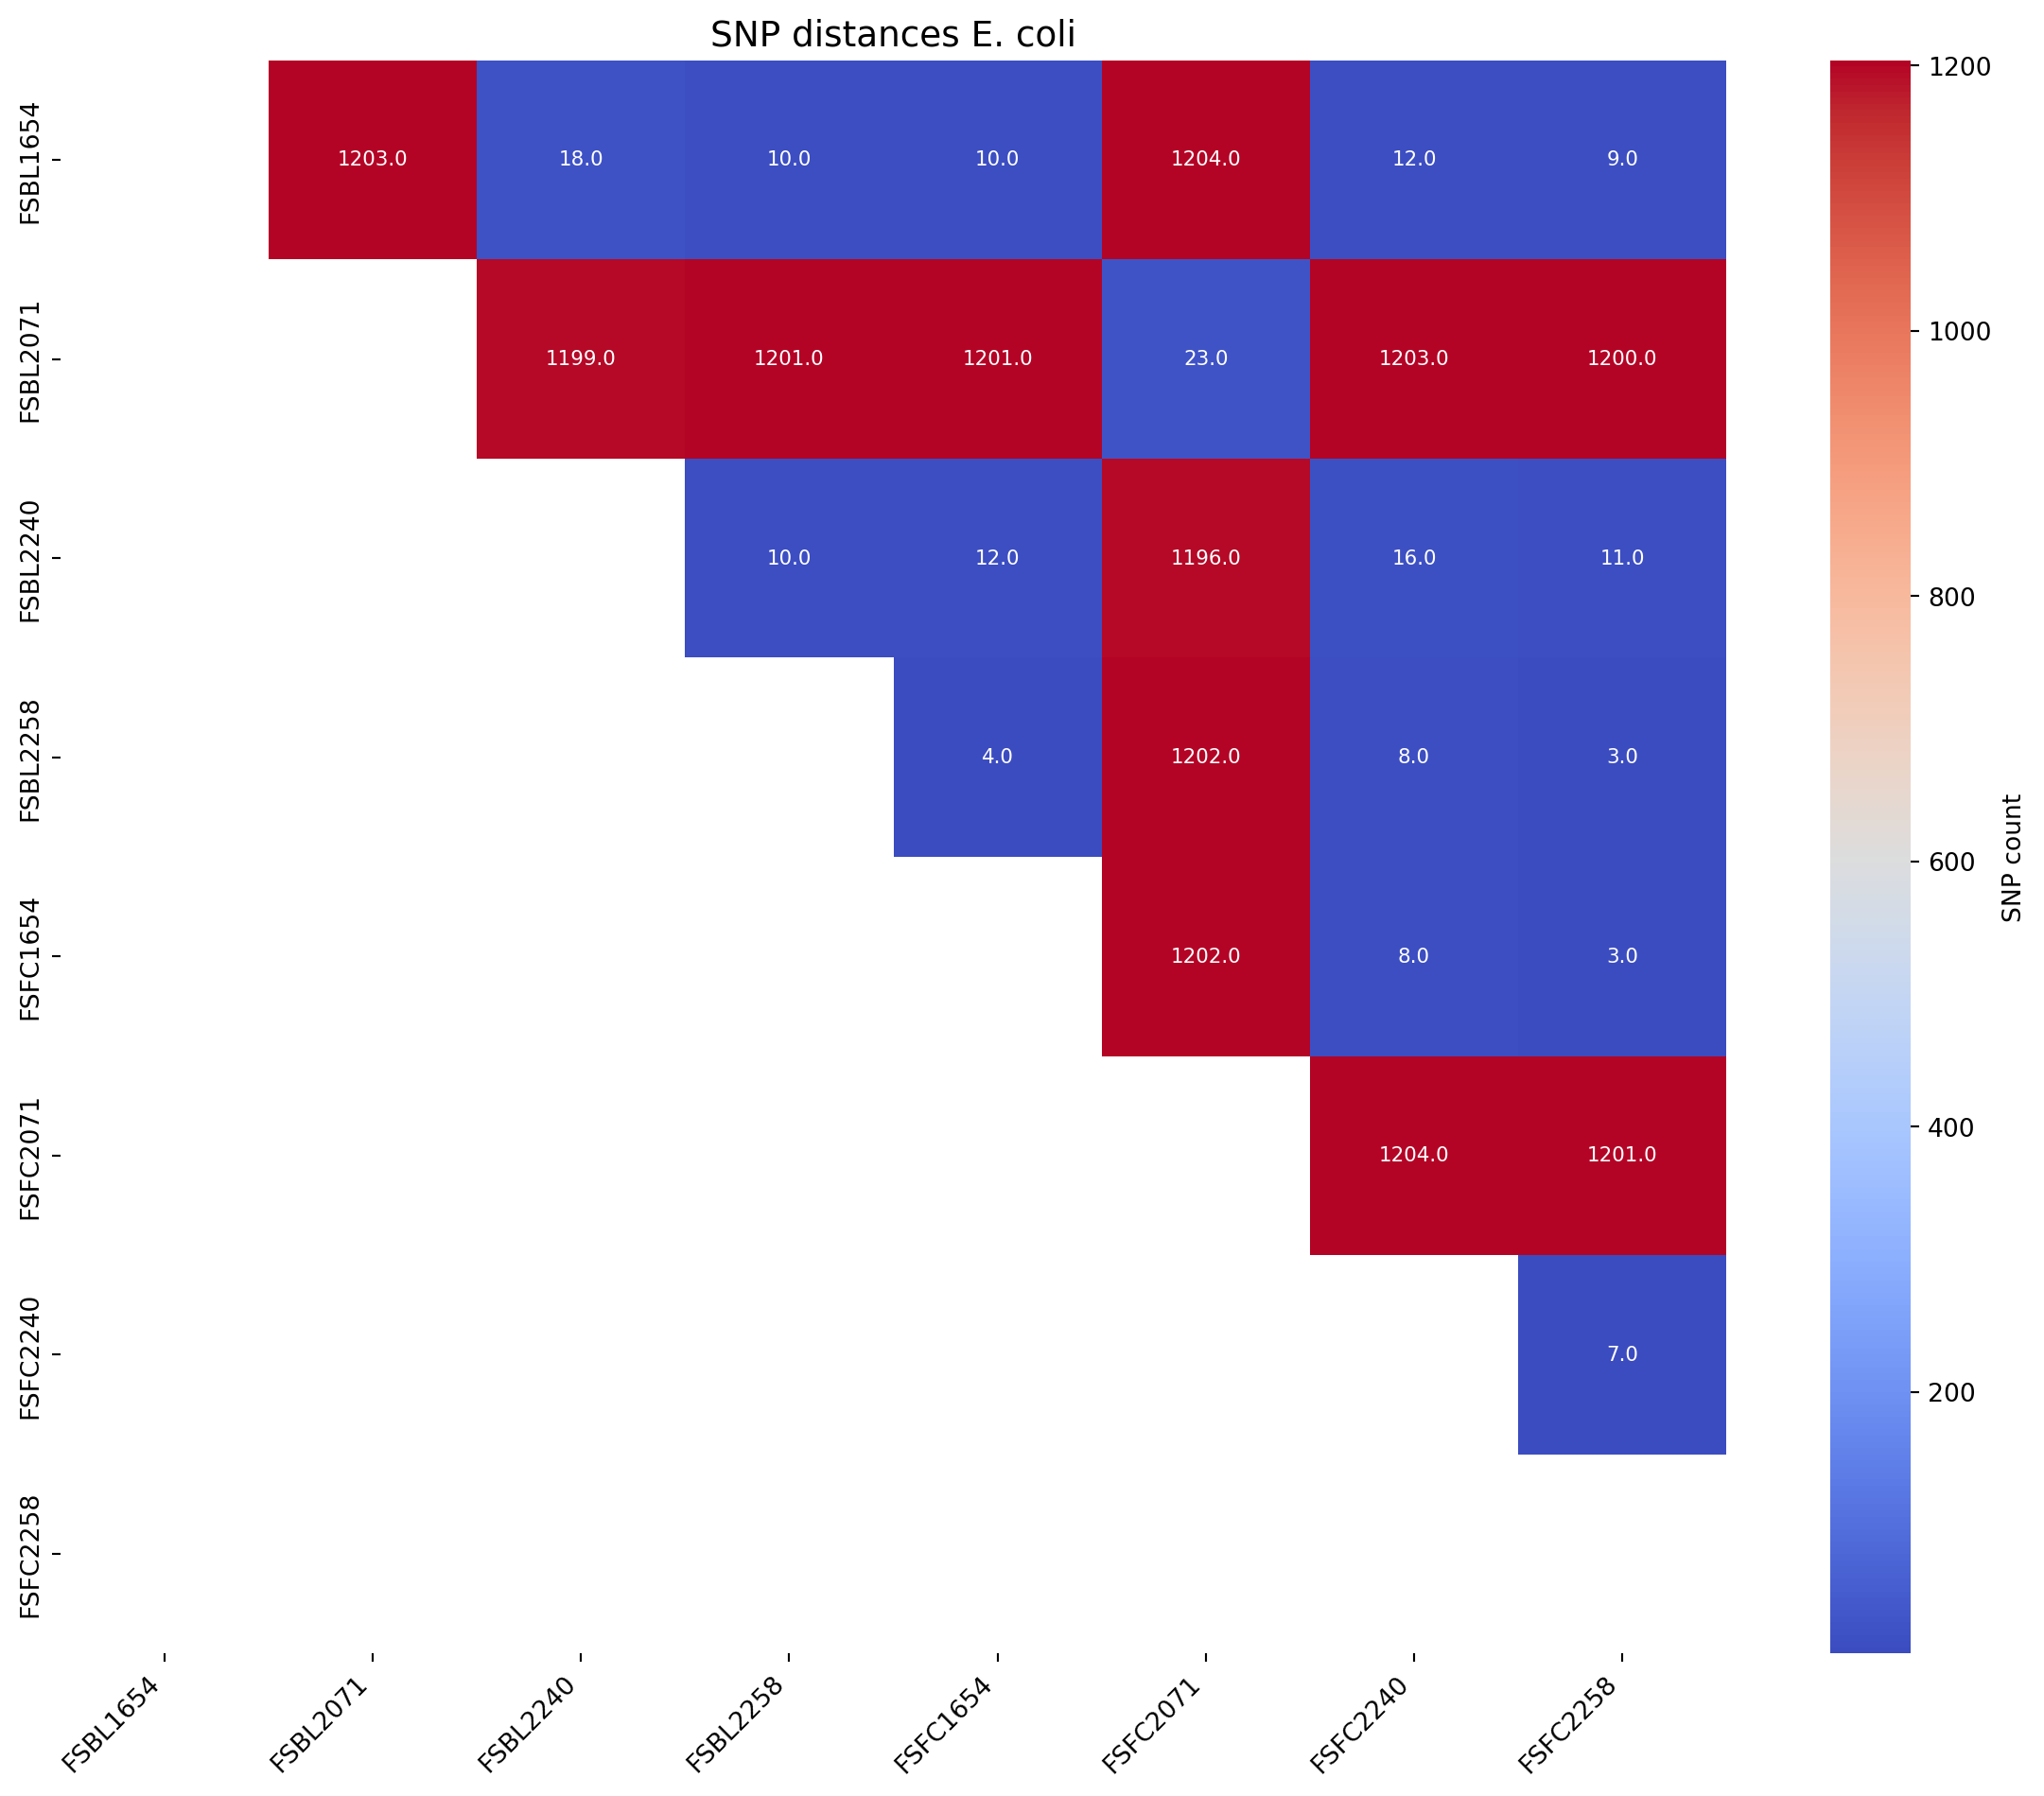 SNP distances E. coli
FSBL1654
1203.0 18.0 10.0 10.0 1204.0 12.0 9.0
FSBL2071
1199.0 1201.0 1201.0 23.0 1203.0 1200.0
FSBL2240
10.0 12.0 1196.0 16.0 11.0
FSBL2258
4.0 1202.0 8.0 3.0
FSFC1654
1202.0 8.0 3.0
FSFC2071
1204.0 1201.0
FSFC2240
7.0
FSFC2258
FSBL1654 FSBL2071 FSBL2240 FSBL2258 FSFC1654 FSFC2071 FSFC2240 FSFC2258
1200
1000
800
600
400
200
SNP count